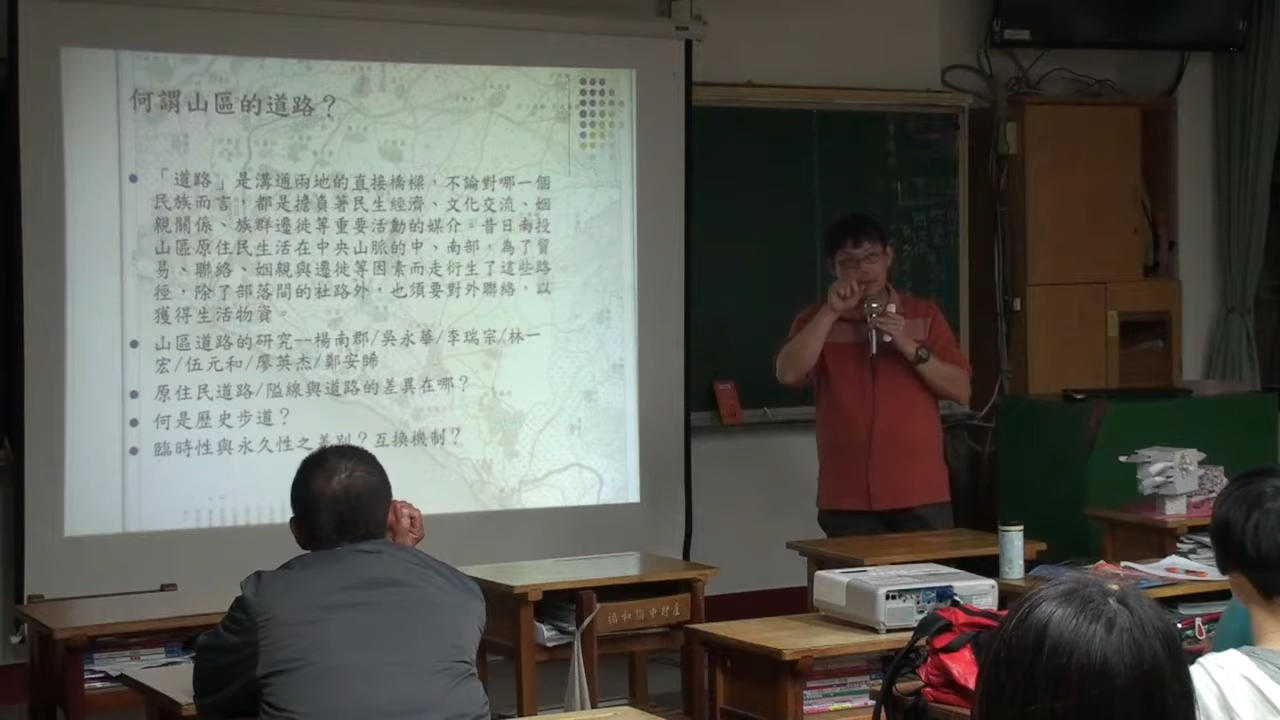 何謂山區的道路？
「道路」是溝通兩地的直接橋樑，不論對哪一個
民族而言，都是擔負著民生經濟、文化交流、姻
親關係、族群遷徙等重要活動的媒介。昔日南投
山區原住民生活在中央山脈的中、南部，為了貿
易、聯絡、姻親與遷徙等因素而走衍生了這些路
徑，除了部落間的社路外，也須要對外聯絡，以
獲得生活物資。
山區道路的研究--楊南郡/吳永華/李瑞宗/林一
宏/伍元和/廖英杰/鄭安睎
原住民道路/隘線與道路的差異在哪？
何是歷史步道？
臨時性與永久性之差別？互換機制？